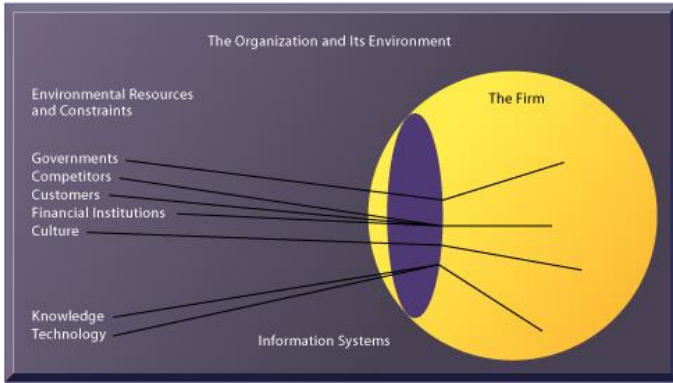 The Organization and Its Environment
Environmental Resources
and Constraints
The Firm
Governments
Competitors
Customers
Financial Institutions
Culture
Knowledge
Technology
Information Systems